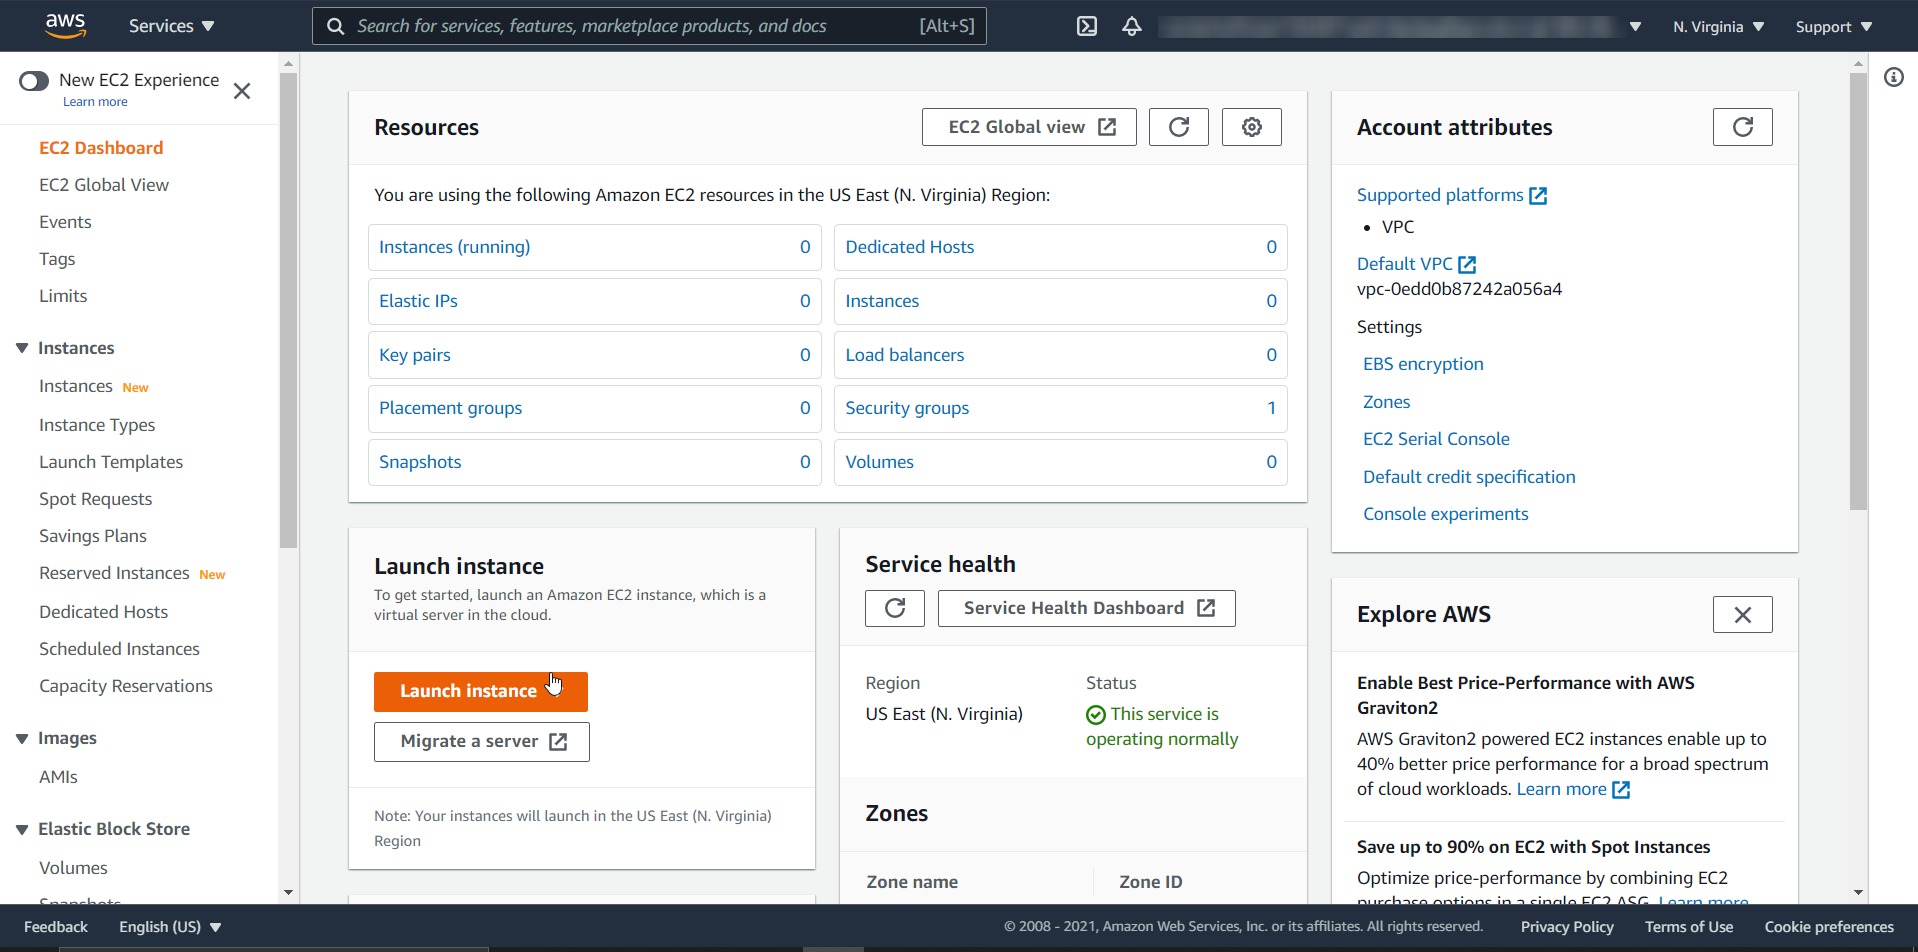 aws
Services
Search for services, features, marketplace products, and docs
[Alt+S]
N. Virginia
Support
New EC2 Experience
Learn more
EC2 Dashboard
EC2 Global View
Events
Tags
Limits
Instances
Instances New
Instance Types
Launch Templates
Spot Requests
Savings Plans
Reserved Instances New
Dedicated Hosts
Scheduled Instances
Capacity Reservations
Images
AMIs
Elastic Block Store
Volumes
Snapshots
Resources
EC2 Global view
You are using the following Amazon EC2 resources in the US East (N. Virginia) Region:
Instances (running) 0
Dedicated Hosts 0
Elastic IPs 0
Instances 0
Key pairs 0
Load balancers 0
Placement groups 0
Security groups 1
Snapshots 0
Volumes 0
Launch instance
To get started, launch an Amazon EC2 instance, which is a
virtual server in the cloud.
Launch instance
Migrate a server
Note: Your instances will launch in the US East (N. Virginia)
Region
Service health
Service Health Dashboard
Region
US East (N. Virginia)
Status
This service is
operating normally
Zones
Zone name
Zone ID
Account attributes
Supported platforms
• VPC
Default VPC
vpc-0edd0b87242a056a4
Settings
EBS encryption
Zones
EC2 Serial Console
Default credit specification
Console experiments
Explore AWS
Enable Best Price-Performance with AWS
Graviton2
AWS Graviton2 powered EC2 instances enable up to
40% better price performance for a broad spectrum
of cloud workloads. Learn more
Save up to 90% on EC2 with Spot Instances
Optimize price-performance by combining EC2
purchase options in a single EC2 ASG. Learn more
Feedback
English (US)
© 2008 - 2021, Amazon Web Services, Inc. or its affiliates. All rights reserved.
Privacy Policy
Terms of Use
Cookie preferences